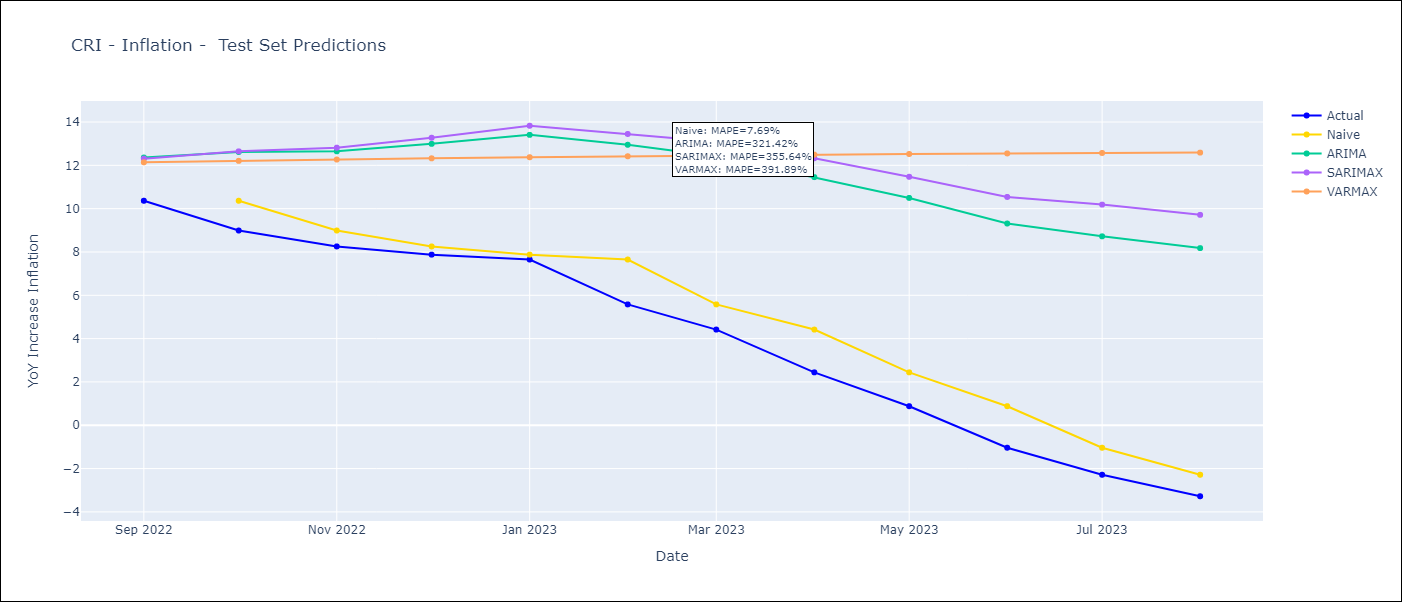 CRI - Inflation -  Test Set Predictions
14
12
10
8
6
4
2
0
−2
−4
YoY Increase Inflation
Sep 2022
Nov 2022
Jan 2023
Mar 2023
May 2023
Jul 2023
Date
Naive: MAPE=7.69%
ARIMA: MAPE=321.42%
SARIMAX: MAPE=355.64%
VARMAX: MAPE=391.89%
Actual
Naive
ARIMA
SARIMAX
VARMAX